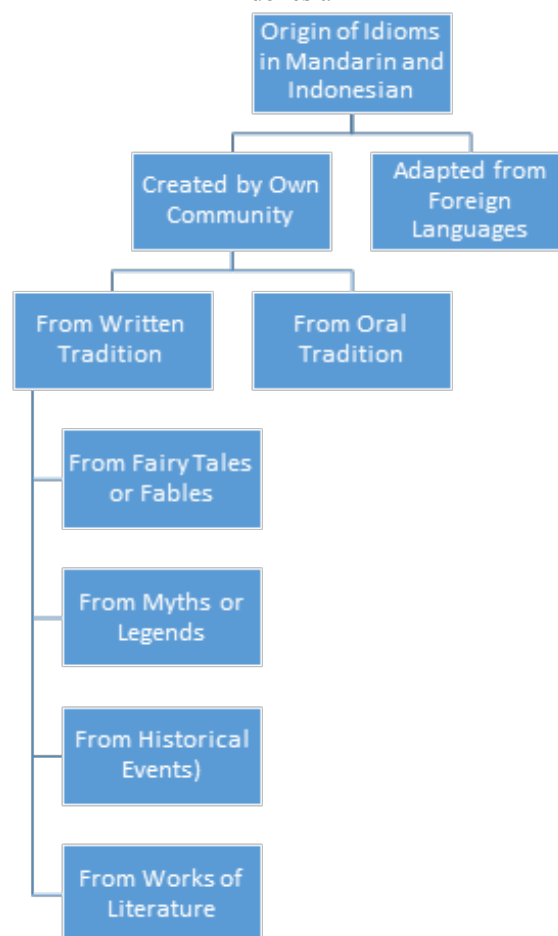 Origin of Idioms
in Mandarin and
Indonesian
Created by Own
Community
Adapted from
Foreign
Languages
From Written
Tradition
From Oral
Tradition
From Fairy Tales
or Fables
From Myths or
Legends
From Historical
Events)
From Works of
Literature